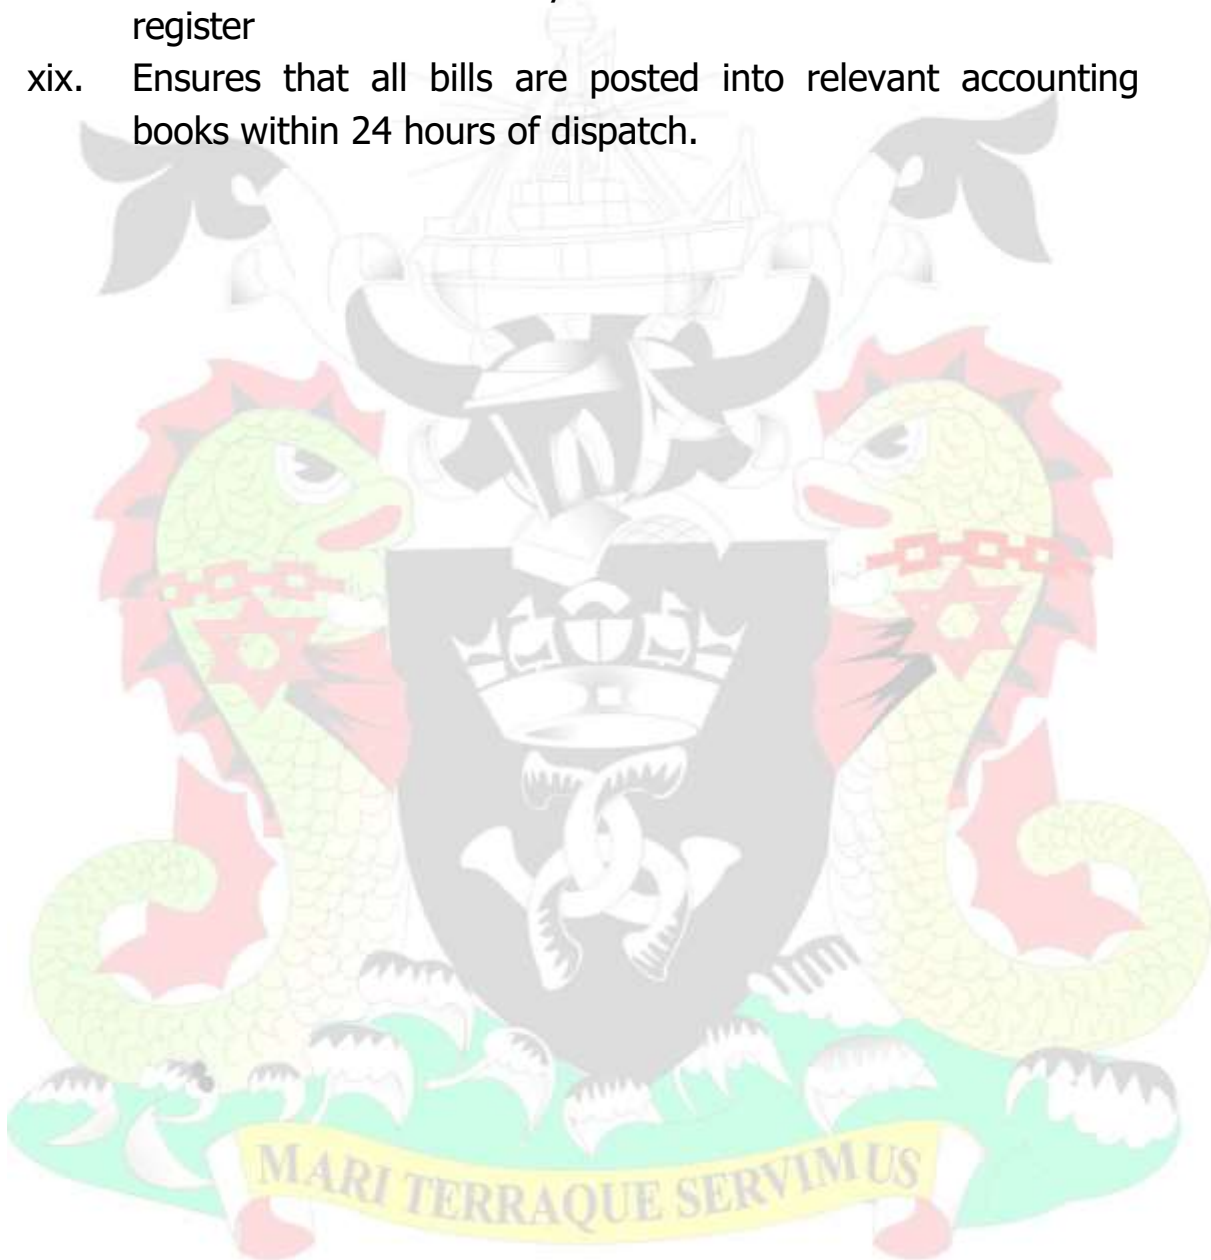 register
xix. Ensures that all bills are posted into relevant accounting
books within 24 hours of dispatch.
MARI TERRAQUE SERVIMUS